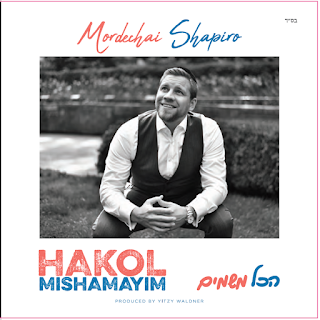 בס״ד
Mordechai Shapiro
HAKOL
MISHAMAYIM
הכל משמים
PRODUCED BY YITZY WALDNER